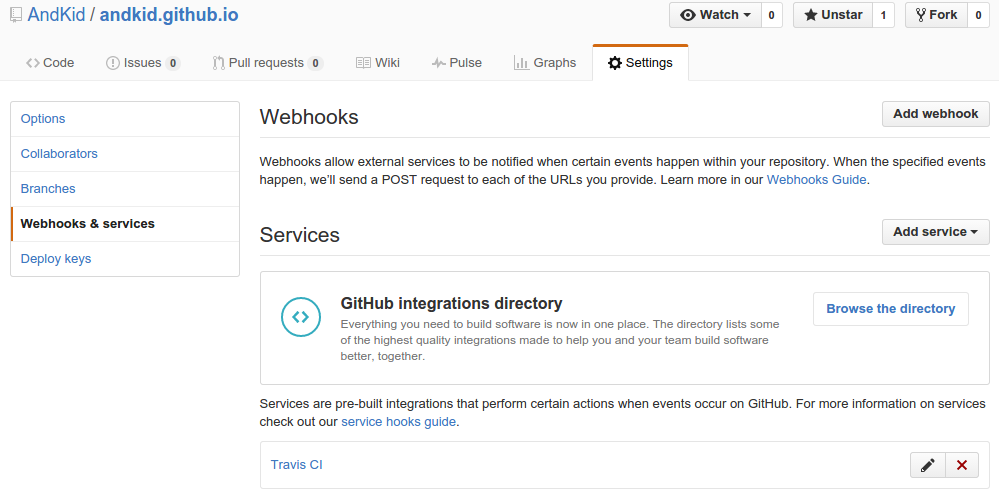 AndKid / andkid.github.io
Watch 0 Unstar 1 Fork 0
Code Issues 0 Pull requests 0 Wiki Pulse Graphs Settings
Options
Collaborators
Branches
Webhooks & services
Deploy keys
Webhooks
Add webhook
Webhooks allow external services to be notified when certain events happen within your repository. When the specified events
happen, we’ll send a POST request to each of the URLs you provide. Learn more in our Webhooks Guide.
Services
Add service
GitHub integrations directory
Everything you need to build software is now in one place. The directory lists some
of the highest quality integrations made to help you and your team build software
better, together.
Browse the directory
Services are pre-built integrations that perform certain actions when events occur on GitHub. For more information on services
check out our service hooks guide.
Travis CI